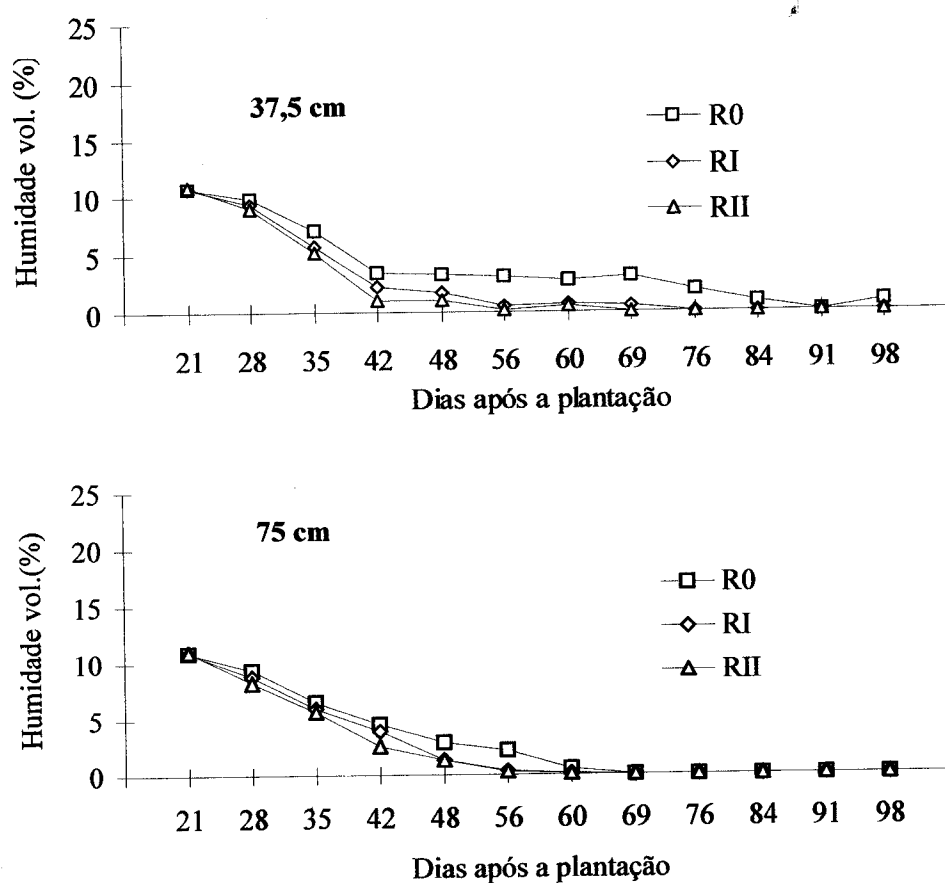 25
20
15
10
5
0
Humidade vol. (%)
37,5 cm
R0
RI
RII
21 28 35 42 48 56 60 69 76 84 91 98
Dias após a plantação
25
20
15
10
5
0
Humidade vol.(%)
75 cm
R0
RI
RII
21 28 35 42 48 56 60 69 76 84 91 98
Dias após a plantação